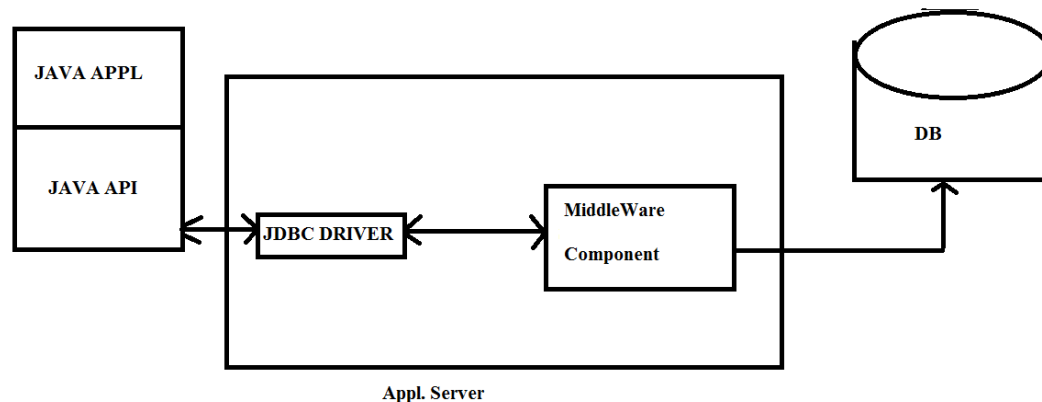 JAVA APPL
JAVA API
JDBC DRIVER
MiddleWare
Component
DB
Appl. Server